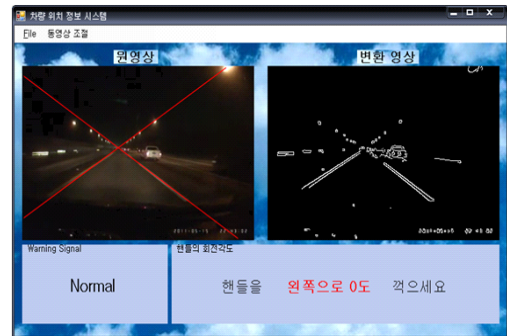 차량 위치 정보 시스템
File 동영상 조절
원영상
변환 영상
Warning Signal
Normal
핸들의 회전각도
핸들을 왼쪽으로 0도 꺽으세요